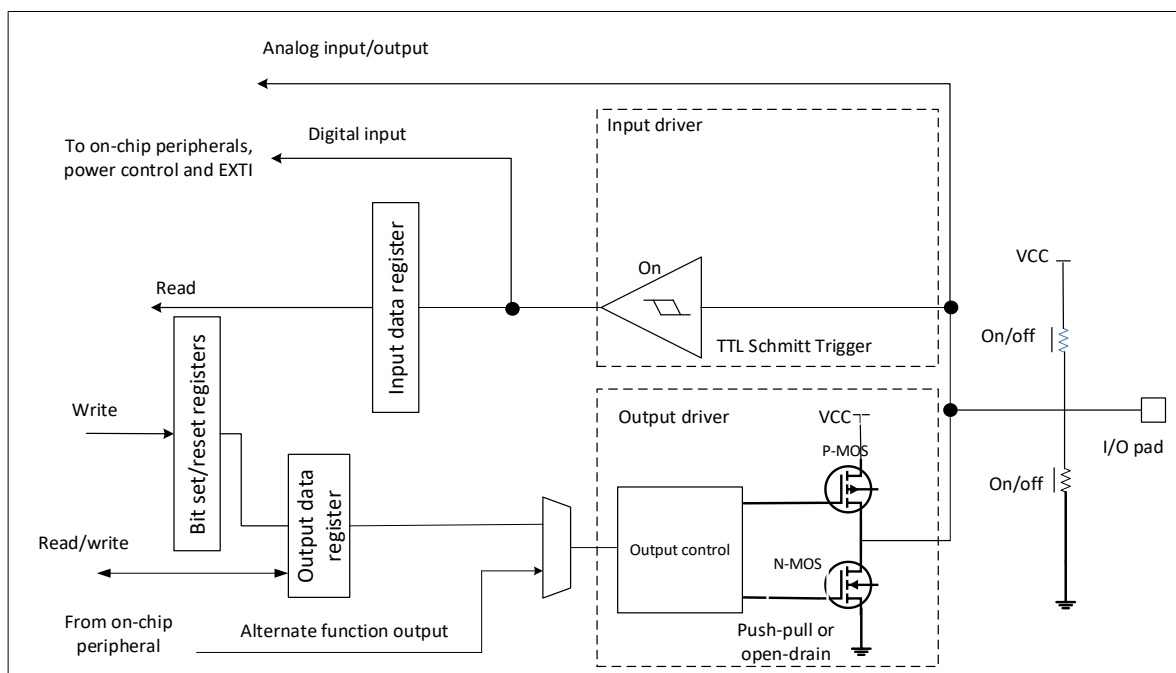 Analog input/output
Digital input
To on-chip peripherals,
power control and EXTI
Input driver
On
TTL Schmitt Trigger
Input data register
Read
VCC
On/off
Bit set/reset registers
Write
Output driver
VCC
P-MOS
I/O pad
On/off
Output data
register
Output control
N-MOS
Read/write
From on-chip
peripheral
Alternate function output
Push-pull or
open-drain